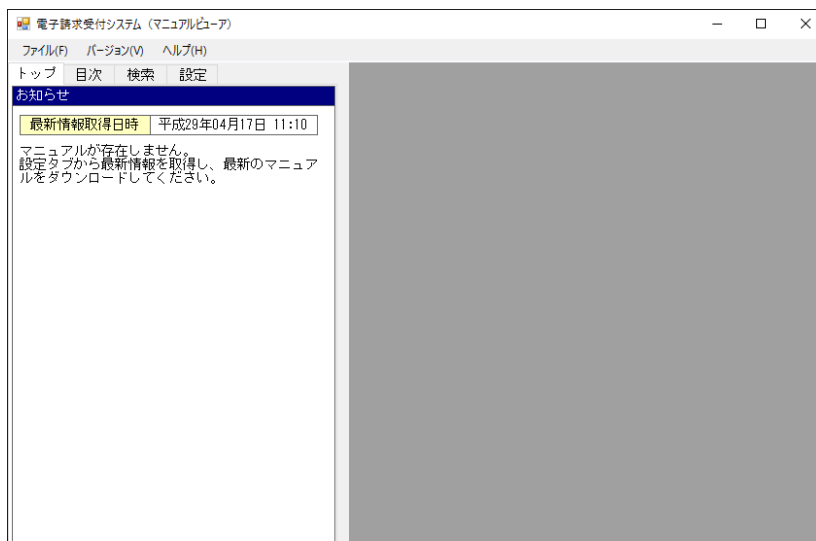 電子請求受付システム（マニュアルビューア）
ファイル(F) バージョン(V) ヘルプ(H)
トップ 目次 検索 設定
お知らせ
最新情報取得日時 平成29年04月17日 11:10
マニュアルが存在しません。
設定タブから最新情報を取得し、最新のマニュア
ルをダウンロードしてください。